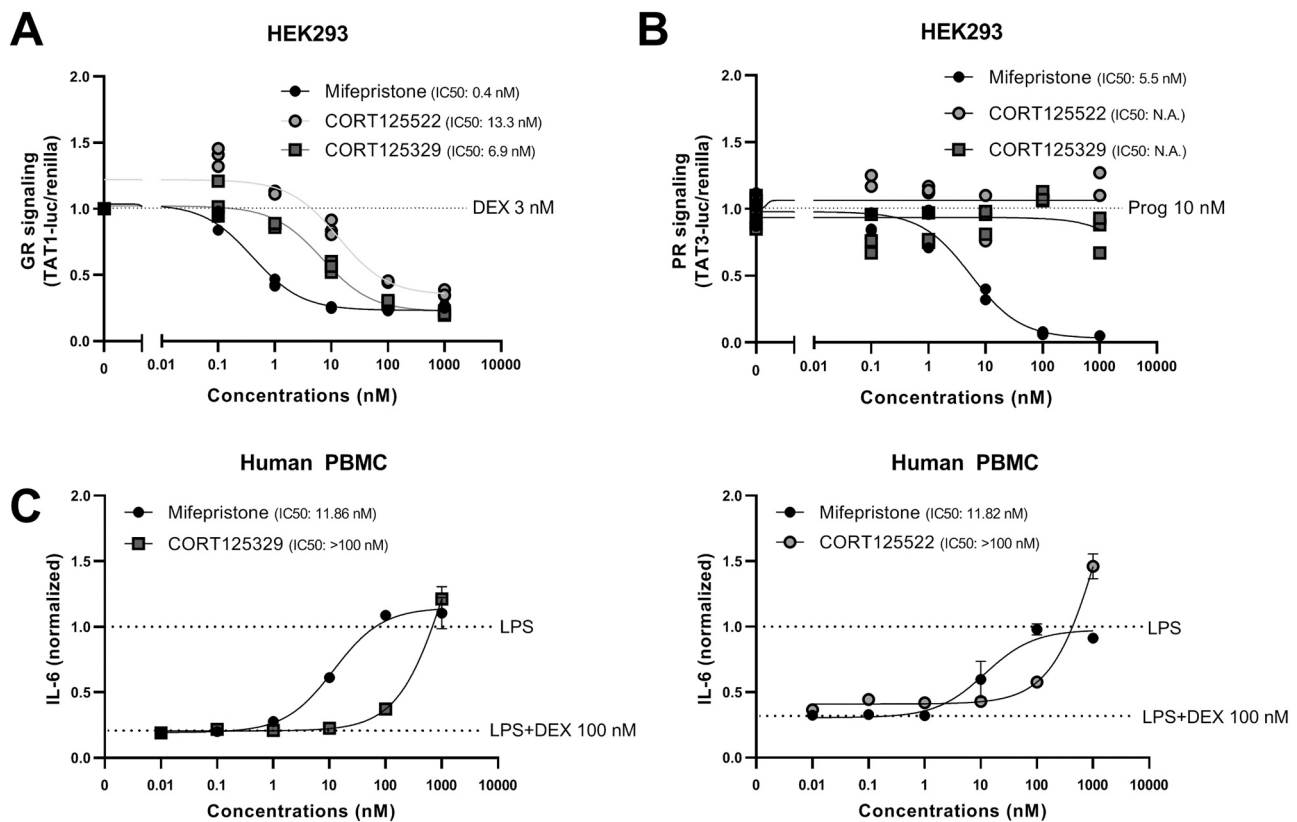 A
HEK293
GR signaling
(TAT1-luc/renilla)
2.0
1.5
1.0
0.5
0.0
Mifepristone (IC50: 0.4 nM)
CORT125522 (IC50: 13.3 nM)
CORT125329 (IC50: 6.9 nM)
DEX 3 nM
0 0.01 0.1 1 10 100 1000 10000
Concentrations (nM)
B
HEK293
PR signaling
(TAT3-luc/renilla)
2.0
1.5
1.0
0.5
0.0
Mifepristone (IC50: 5.5 nM)
CORT125522 (IC50: N.A.)
CORT125329 (IC50: N.A.)
Prog 10 nM
0 0.01 0.1 1 10 100 1000 10000
Concentrations (nM)
C
Human PBMC
IL-6 (normalized)
2.0
1.5
1.0
0.5
0.0
Mifepristone (IC50: 11.86 nM)
CORT125329 (IC50: >100 nM)
LPS
LPS+DEX 100 nM
0 0.01 0.1 1 10 100 1000 10000
Concentrations (nM)
Human PBMC
IL-6 (normalized)
2.0
1.5
1.0
0.5
0.0
Mifepristone (IC50: 11.82 nM)
CORT125522 (IC50: >100 nM)
LPS
LPS+DEX 100 nM
0 0.01 0.1 1 10 100 1000 10000
Concentrations (nM)